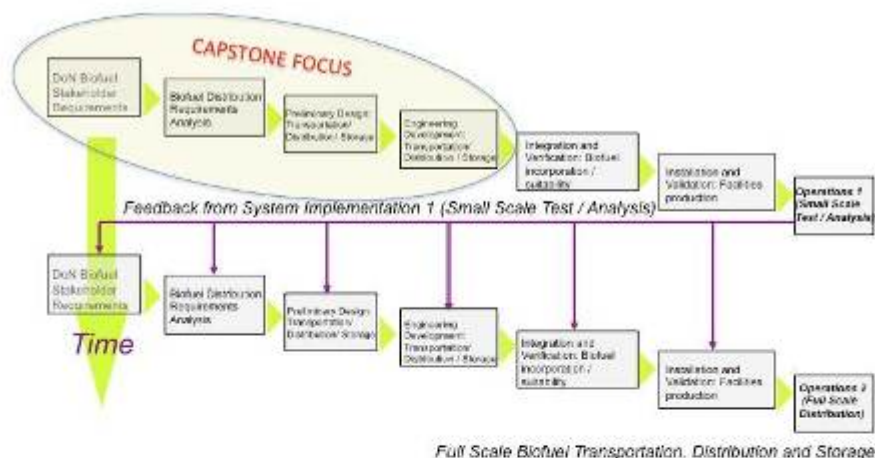 CAPSTONE FOCUS
DoN Biofuel
Stakeholder
Requirements
Biofuel Distribution
Requirements
Analysis
Preliminary Design:
Transportation/
Distribution/ Storage
Engineering
Development:
Transportation/
Distribution / Storage
Integration and
Verification: Biofuel
incorporation /
suitability
Installation and
Validation: Facilities
production
Operations 1
(Small Scale
Test / Analysis)
Feedback from System Implementation 1 (Small Scale Test / Analysis)
DoN Biofuel
Stakeholder
Requirements
Biofuel Distribution
Requirements
Analysis
Preliminary Design:
Transportation/
Distribution/ Storage
Engineering
Development:
Transportation/
Distribution / Storage
Integration and
Verification: Biofuel
incorporation /
suitability
Installation and
Validation: Facilities
production
Operations 2
(Full Scale
Distribution)
Time
Full Scale Biofuel Transportation, Distribution and Storage